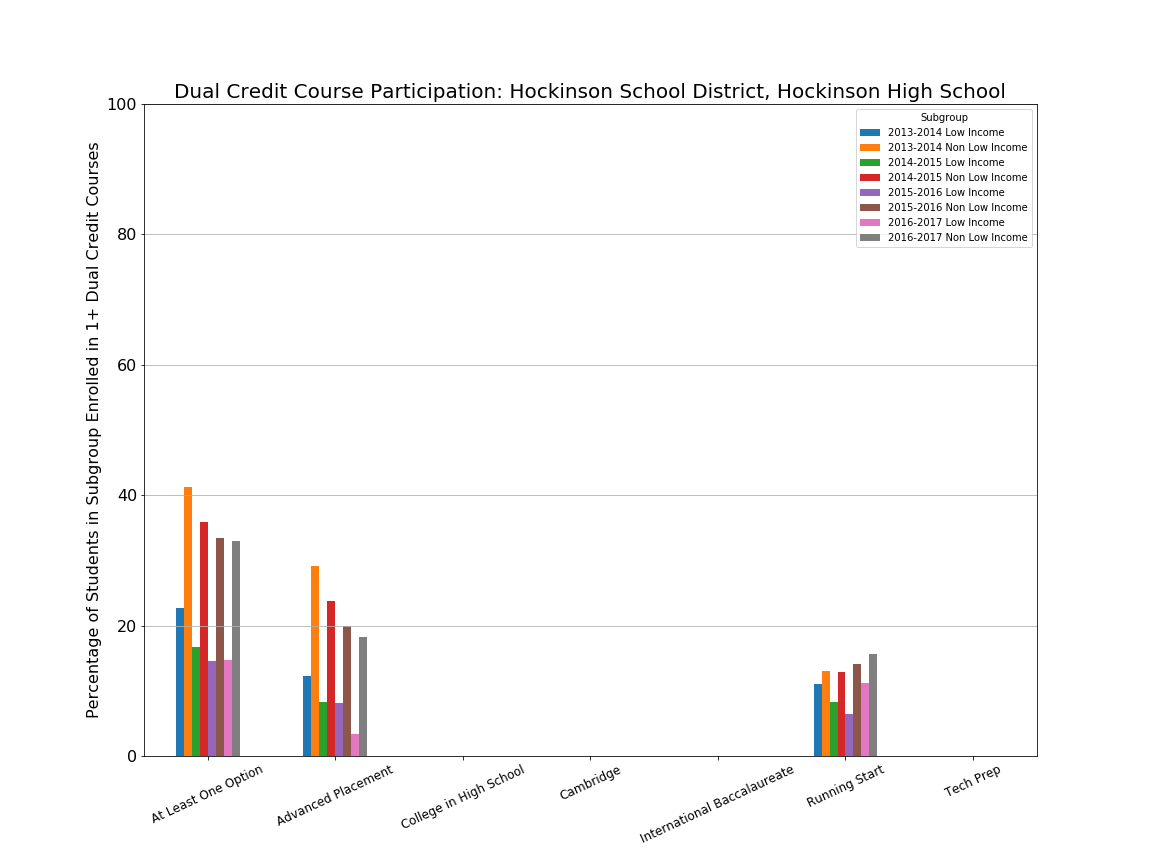 Dual Credit Course Participation: Hockinson School District, Hockinson High School
Percentage of Students in Subgroup Enrolled in 1+ Dual Credit Courses
100
80
60
40
20
0
Subgroup
2013-2014 Low Income
2013-2014 Non Low Income
2014-2015 Low Income
2014-2015 Non Low Income
2015-2016 Low Income
2015-2016 Non Low Income
2016-2017 Low Income
2016-2017 Non Low Income
At Least One Option
Advanced Placement
College in High School
Cambridge
International Baccalaureate
Running Start
Tech Prep